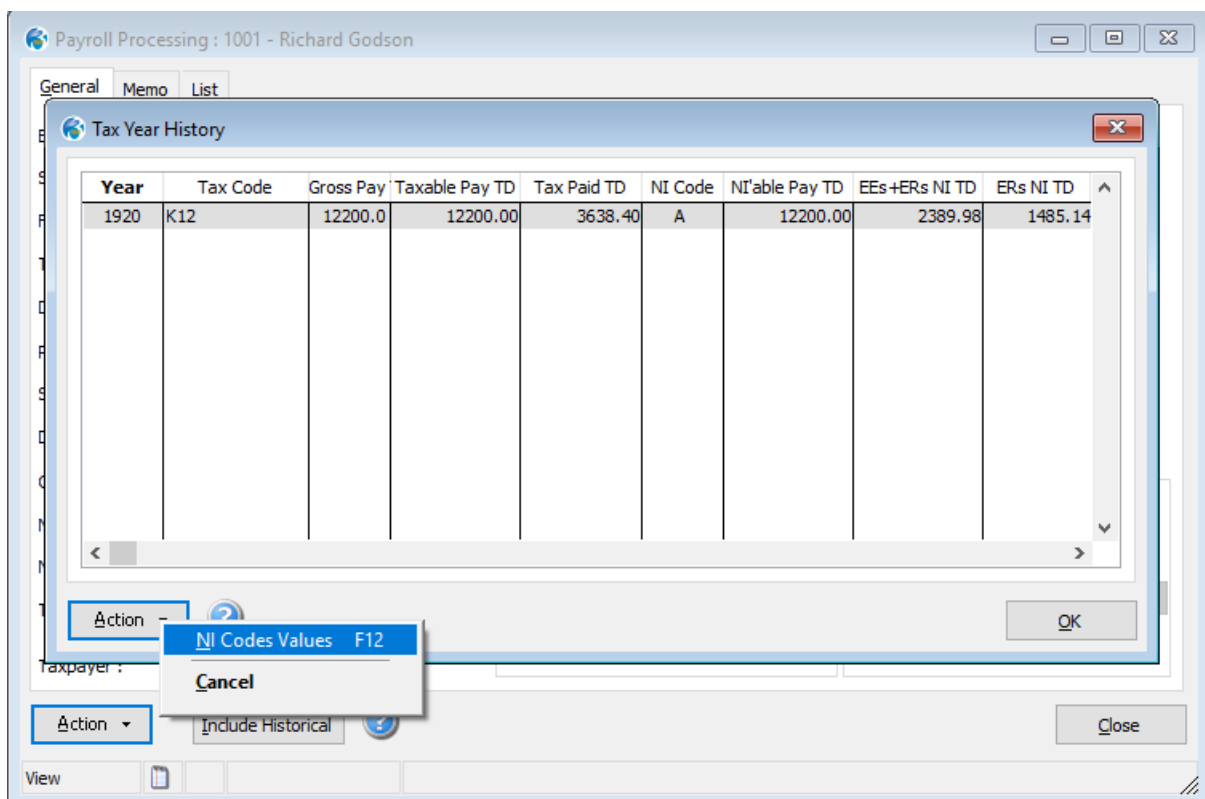 Payroll Processing : 1001 - Richard Godson
General Memo List
Tax Year History
Year Tax Code Gross Pay Taxable Pay TD Tax Paid TD NI Code NI'able Pay TD EEs+ERs NI TD ERs NI TD
1920 K12 12200.0 12200.00 3638.40 A 12200.00 2389.98 1485.14
Action OK
NI Codes Values F12
Cancel
Taxpayer :
Action Include Historical Close
View